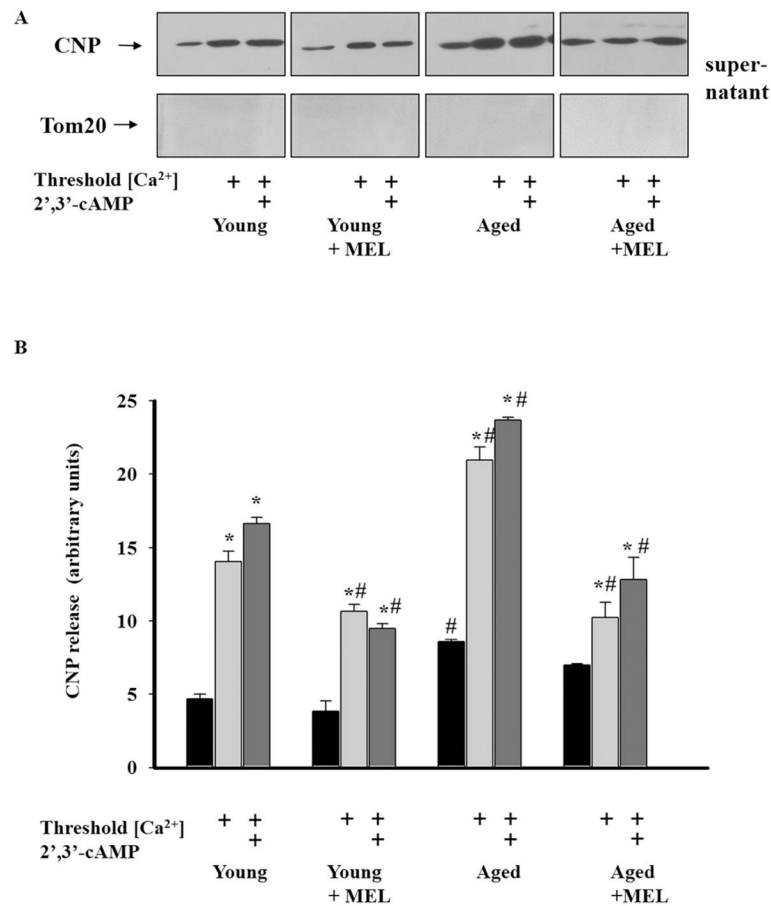 A
CNP →
super-
natant
Tom20 →
Threshold [Ca²⁺] + + + + + + + +
2’,3’-cAMP + + + +
Young Young Aged Aged
+ MEL +MEL
B
CNP release (arbitrary units)
25
20
15
10
5
0
* *
*# *#
# *# *#
*# *#
Threshold [Ca²⁺] + + + + + + + +
2’,3’-cAMP + + + +
Young Young Aged Aged
+ MEL +MEL